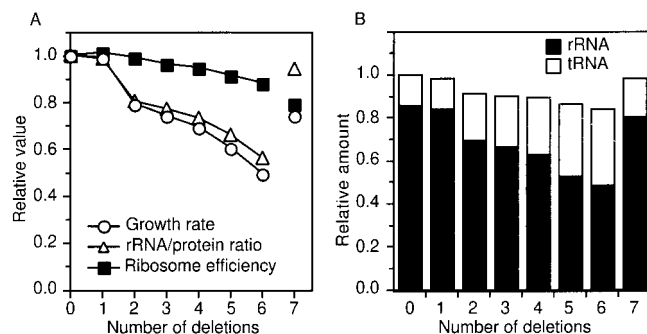 A
Relative value
1.0
0.8
0.6
0.4
0.2
0.0
Growth rate
rRNA/protein ratio
Ribosome efficiency
0 1 2 3 4 5 6 7
Number of deletions
B
rRNA
tRNA
Relative amount
1.0
0.8
0.6
0.4
0.2
0.0
0 1 2 3 4 5 6 7
Number of deletions